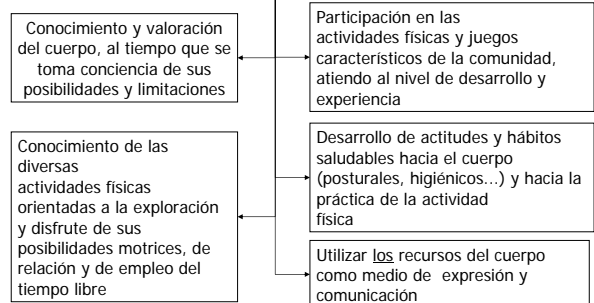 Conocimiento y valoración
del cuerpo, al tiempo que se
toma conciencia de sus
posibilidades y limitaciones
Participación en las
actividades físicas y juegos
característicos de la comunidad,
atiendo al nivel de desarrollo y
experiencia
Conocimiento de las
diversas
actividades físicas
orientadas a la exploración
y disfrute de sus
posibilidades motrices, de
relación y de empleo del
tiempo libre
Desarrollo de actitudes y hábitos
saludables hacia el cuerpo
(posturales, higiénicos...) y hacia la
práctica de la actividad
física
Utilizar los recursos del cuerpo
como medio de expresión y
comunicación